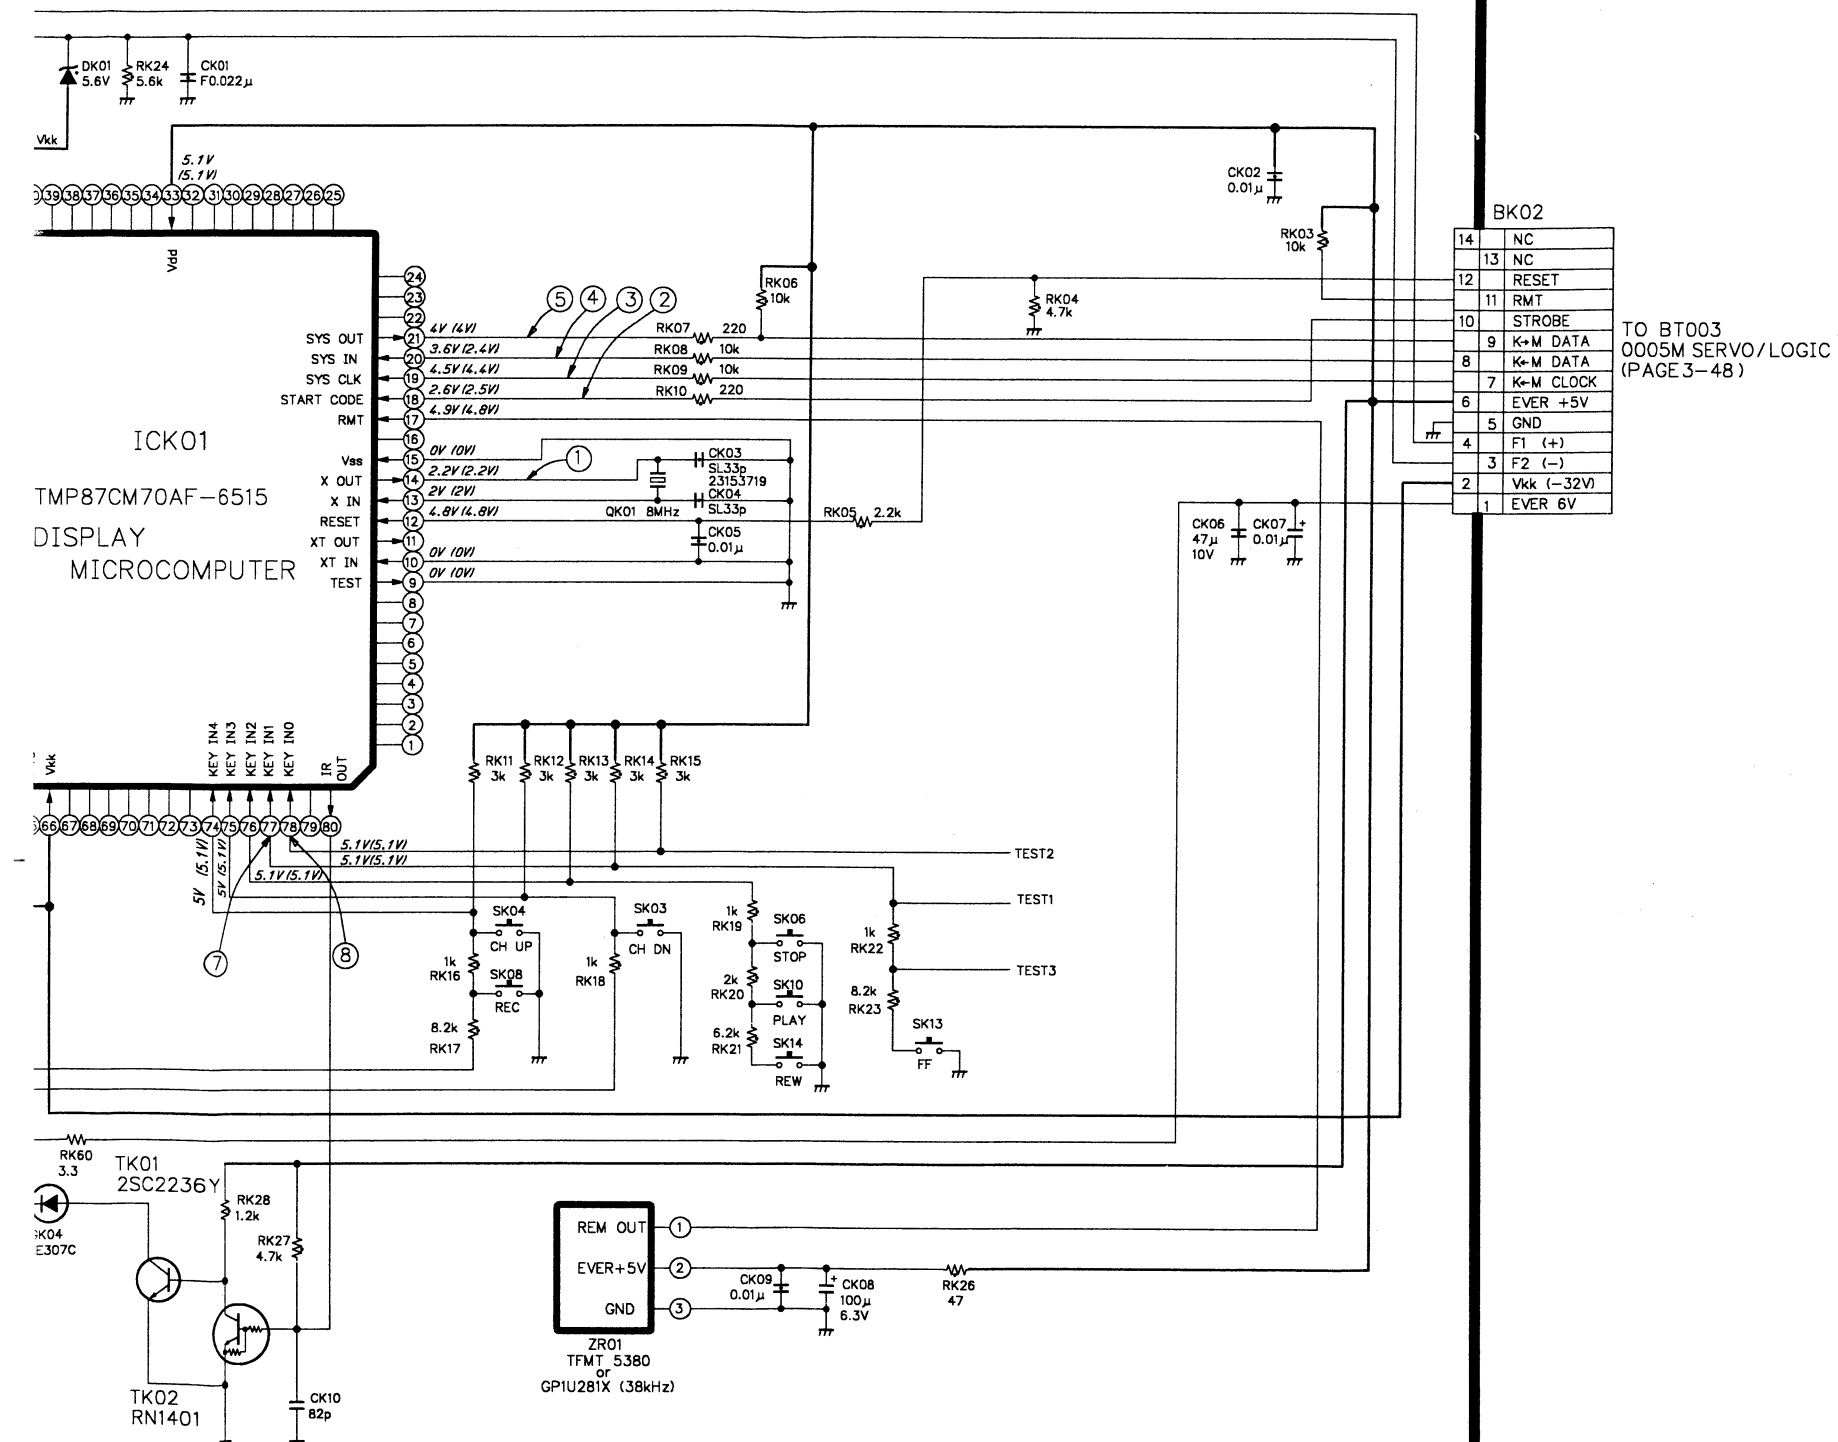 DK01
5.6V
RK24
5.6k
CK01
F0.022μ
Vkk
5.1V
(5.1V)
39 38 37 36 35 34 33 32 31 30 29 28 27 26 25
Vdd
CK02
0.01μ
RK03
10k
BK02
14 NC
13 NC
12 RESET
11 RMT
10 STROBE
9 K→M DATA
8 K←M DATA
7 K←M CLOCK
6 EVER +5V
5 GND
4 F1 (+)
3 F2 (-)
2 Vkk (-32V)
1 EVER 6V
TO BT003
0005M SERVO/LOGIC
(PAGE3-48)
24
23
22
RK06
10k
RK04
4.7k
5 4 3 2
SYS OUT 21 4V (4V) RK07 220
SYS IN 20 3.6V(2.4V) RK08 10k
SYS CLK 19 4.5V(4.4V) RK09 10k
START CODE 18 2.6V(2.5V) RK10 220
RMT 17 4.9V(4.8V)
16
Vss 15 0V (0V)
X OUT 14 2.2V(2.2V)
X IN 13 2V (2V)
RESET 12 4.8V(4.8V)
XT OUT 11
XT IN 10 0V (0V)
TEST 9 0V (0V)
8
7
6
5
4
3
2
1
1
CK03
SL33p
23153719
CK04
SL33p
QK01 8MHz
CK05
0.01μ
RK05 2.2k
CK06
47μ
10V
CK07
0.01μ
+
ICK01
TMP87CM70AF-6515
DISPLAY
MICROCOMPUTER
Vkk
KEY IN4
KEY IN3
KEY IN2
KEY IN1
KEY IN0
IR
OUT
66 67 68 69 70 71 72 73 74 75 76 77 78 79 80
RK11
3k
RK12
3k
RK13
3k
RK14
3k
RK15
3k
5V (5.1V)
5V (5.1V)
5.1V(5.1V)
5.1V(5.1V)
5.1V(5.1V)
TEST2
TEST1
TEST3
7
8
SK04
CH UP
1k
RK16
SK08
REC
8.2k
RK17
SK03
CH DN
1k
RK18
1k
RK19
SK06
STOP
2k
RK20
SK10
PLAY
6.2k
RK21
SK14
REW
1k
RK22
8.2k
RK23
SK13
FF
RK60
3.3
TK01
2SC2236Y
RK28
1.2k
RK27
4.7k
K04
E307C
TK02
RN1401
CK10
82p
REM OUT 1
EVER+5V 2
GND 3
ZR01
TFMT 5380
or
GP1U281X (38kHz)
CK09
0.01μ
+
CK08
100μ
6.3V
RK26
47